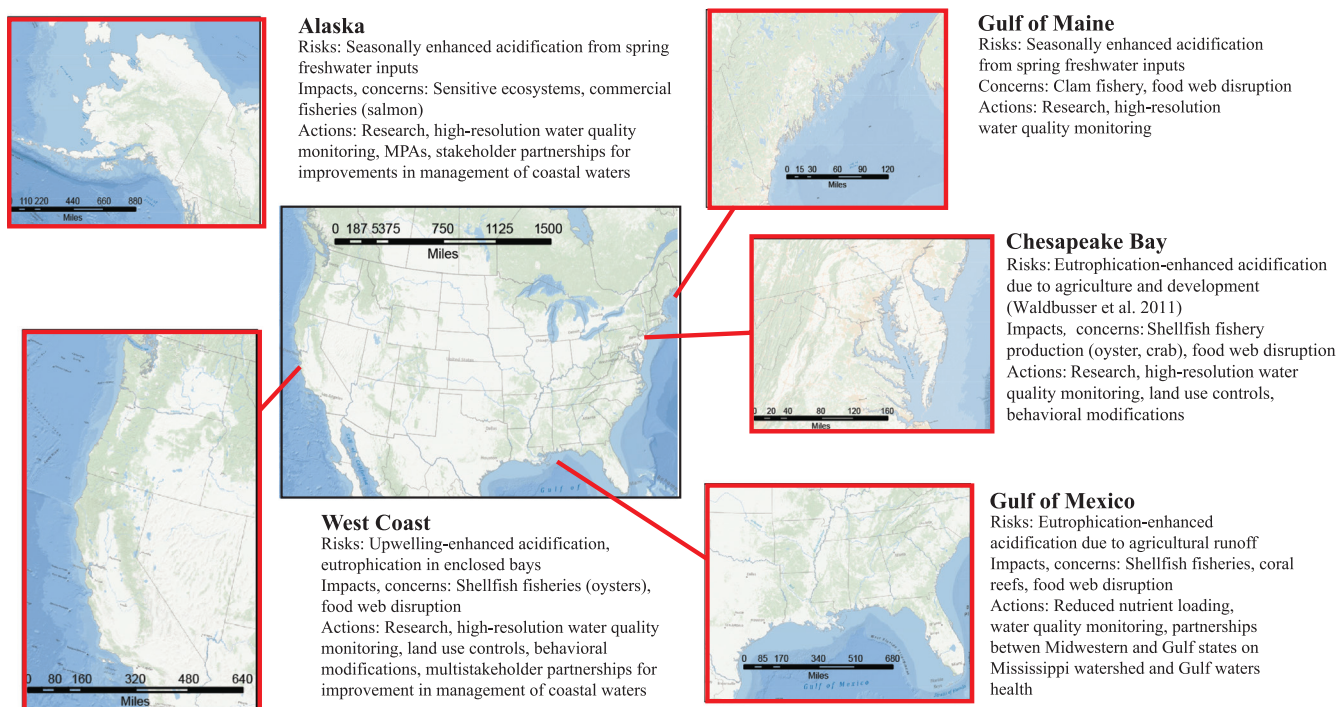 Alaska
Risks: Seasonally enhanced acidification from spring
freshwater inputs
Impacts, concerns: Sensitive ecosystems, commercial
fisheries (salmon)
Actions: Research, high-resolution water quality
monitoring, MPAs, stakeholder partnerships for
improvements in management of coastal waters
110 220 440 660 880
Miles
0 15 30 60 90 120
Miles
Gulf of Maine
Risks: Seasonally enhanced acidification
from spring freshwater inputs
Concerns: Clam fishery, food web disruption
Actions: Research, high-resolution
water quality monitoring
0 187 5375 750 1125 1500
Miles
United States
Gulf of
0 20 40 80 120 160
Miles
Chesapeake Bay
Risks: Eutrophication-enhanced acidification
due to agriculture and development
(Waldbusser et al. 2011)
Impacts, concerns: Shellfish fishery
production (oyster, crab), food web disruption
Actions: Research, high-resolution water
quality monitoring, land use controls,
behavioral modifications
0 80 160 320 480 640
Miles
West Coast
Risks: Upwelling-enhanced acidification,
eutrophication in enclosed bays
Impacts, concerns: Shellfish fisheries (oysters),
food web disruption
Actions: Research, high-resolution water quality
monitoring, land use controls, behavioral
modifications, multistakeholder partnerships for
improvement in management of coastal waters
0 85 170 340 510 680
Miles
Gulf of Mexico
Gulf of Mexico
Risks: Eutrophication-enhanced
acidification due to agricultural runoff
Impacts, concerns: Shellfish fisheries, coral
reefs, food web disruption
Actions: Reduced nutrient loading,
water quality monitoring, partnerships
betwen Midwestern and Gulf states on
Mississippi watershed and Gulf waters
health